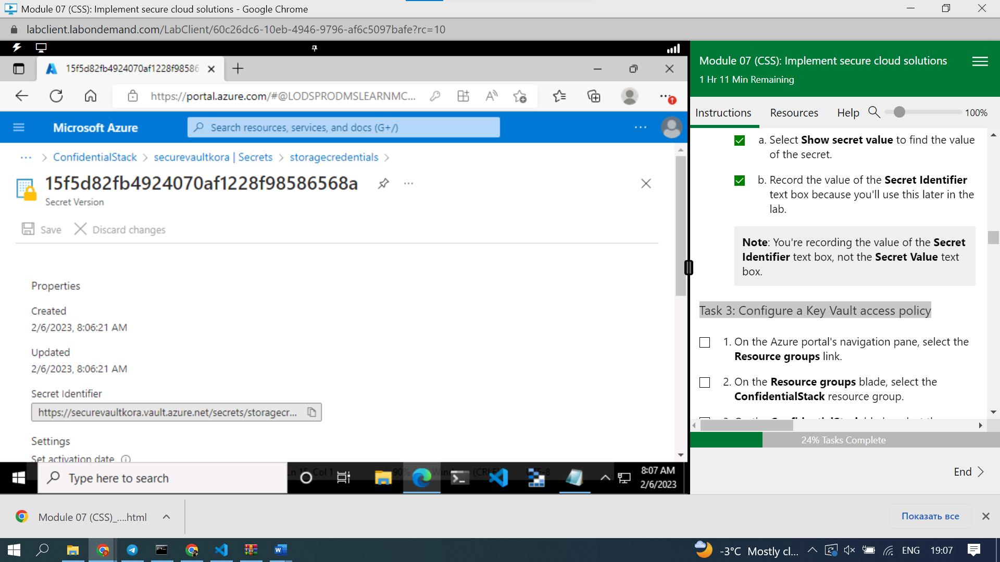 Module 07 (CSS): Implement secure cloud solutions - Google Chrome
labclient.labondemand.com/LabClient/60c26dc6-10eb-4946-9796-af6c5097bafe?rc=10
15f5d82fb4924070af1228f98586
https://portal.azure.com/#@LODSPRODMSLEARNMC...
Microsoft Azure
Search resources, services, and docs (G+/)
...
... > ConfidentialStack > securevaultkora | Secrets > storagecredentials >
15f5d82fb4924070af1228f98586568a
...
Secret Version
Save
Discard changes
Properties
Created
2/6/2023, 8:06:21 AM
Updated
2/6/2023, 8:06:21 AM
Secret Identifier
https://securevaultkora.vault.azure.net/secrets/storagecr...
Settings
Set activation date
Type here to search
Ln 15, Col 1
90%
8:07 AM
2/6/2023
Module 07 (CSS): Implement secure cloud solutions
1 Hr 11 Min Remaining
Instructions
Resources
Help
100%
a. Select Show secret value to find the value
of the secret.
b. Record the value of the Secret Identifier
text box because you'll use this later in the
lab.
Note: You're recording the value of the Secret
Identifier text box, not the Secret Value text
box.
Task 3: Configure a Key Vault access policy
1. On the Azure portal's navigation pane, select the
Resource groups link.
2. On the Resource groups blade, select the
ConfidentialStack resource group.
24% Tasks Complete
End
Module 07 (CSS)_....html
Показать все
-3°C Mostly cl...
ENG
19:07